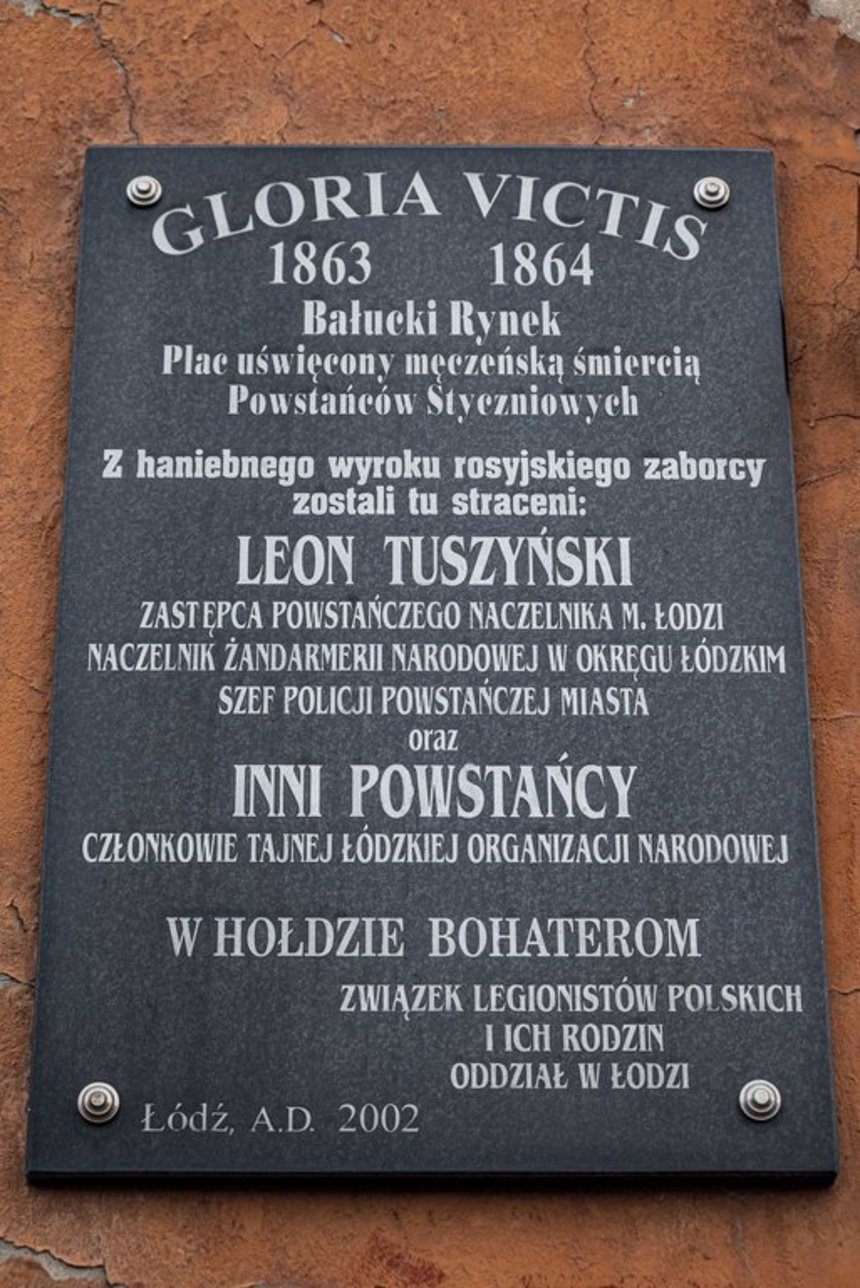 GLORIA VICTIS
1863 1864
Bałucki Rynek
Plac uświęcony męczeńską śmiercią
Powstańców Styczniowych
Z haniebnego wyroku rosyjskiego zaborcy
zostali tu straceni:
LEON TUSZYŃSKI
ZASTĘPCA POWSTAŃCZEGO NACZELNIKA M. ŁODZI
NACZELNIK ŻANDARMERII NARODOWEJ W OKRĘGU ŁÓDZKIM
SZEF POLICJI POWSTAŃCZEJ MIASTA
oraz
INNI POWSTAŃCY
CZŁONKOWIE TAJNEJ ŁÓDZKIEJ ORGANIZACJI NARODOWEJ
W HOŁDZIE BOHATEROM
ZWIĄZEK LEGIONISTÓW POLSKICH
I ICH RODZIN
ODDZIAŁ W ŁODZI
Łódź, A.D. 2002